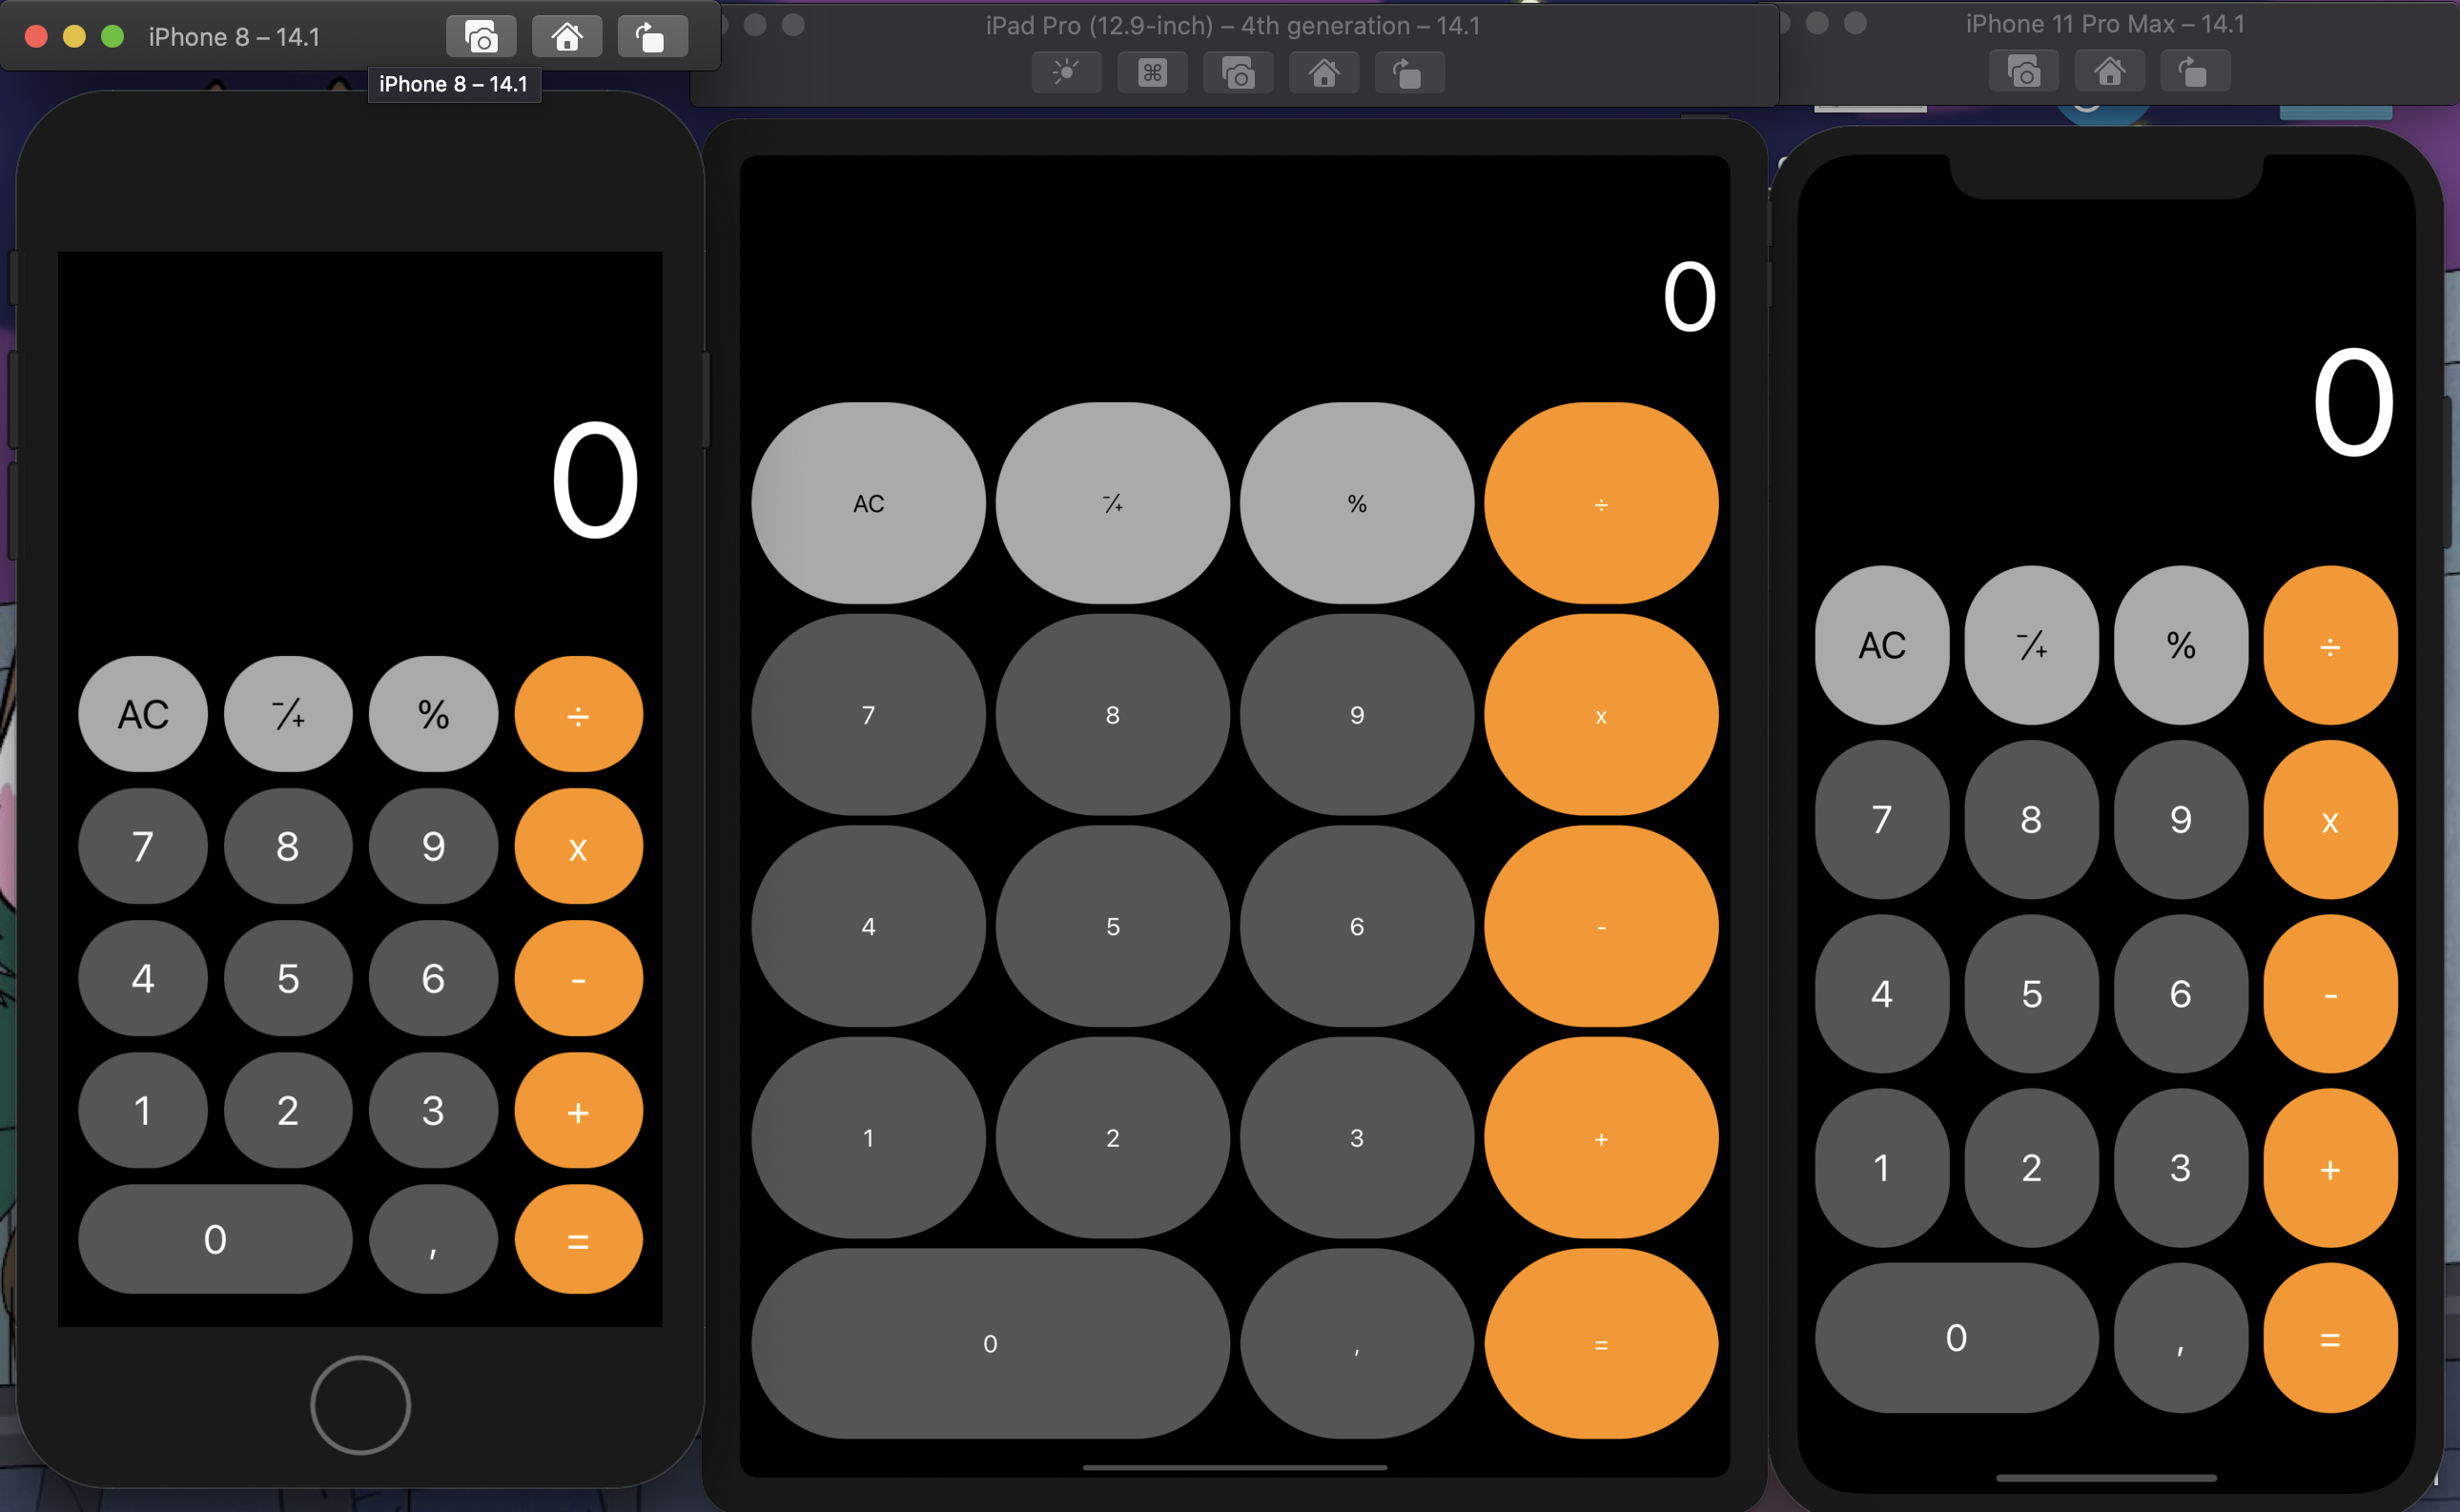 iPhone 8 – 14.1
iPhone 8 – 14.1
0
AC ⁻⁄₊ % ÷
7 8 9 x
4 5 6 -
1 2 3 +
0 , =
iPad Pro (12.9-inch) – 4th generation – 14.1
0
AC ⁻⁄₊ % ÷
7 8 9 x
4 5 6 -
1 2 3 +
0 , =
iPhone 11 Pro Max – 14.1
0
AC ⁻⁄₊ % ÷
7 8 9 x
4 5 6 -
1 2 3 +
0 , =